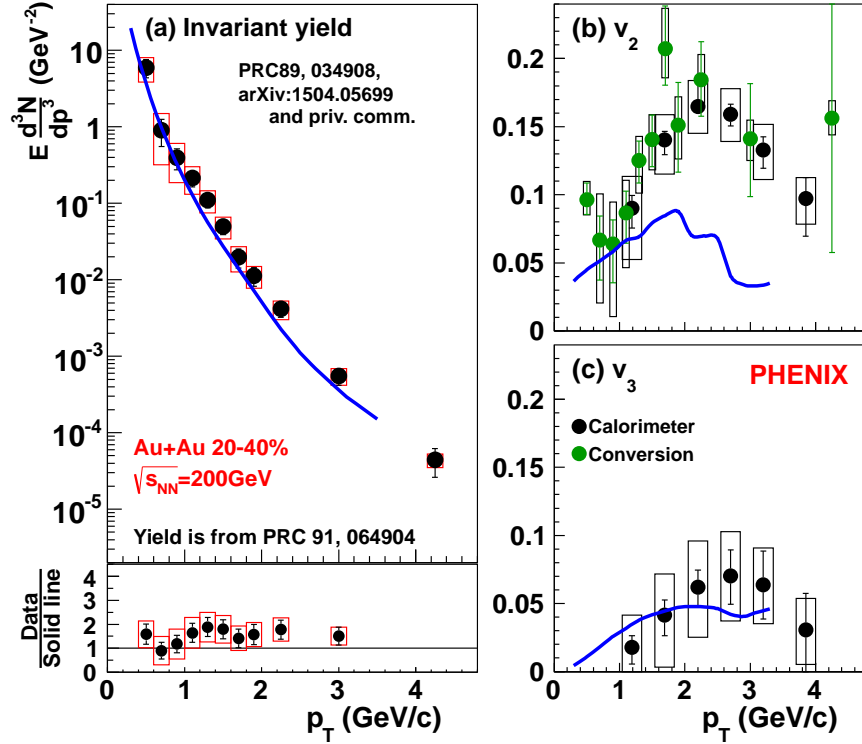 (a) Invariant yield
PRC89, 034908,
arXiv:1504.05699
and priv. comm.
E d³N/dp³ (GeV⁻²)
10
1
10⁻¹
10⁻²
10⁻³
10⁻⁴
10⁻⁵
Au+Au 20-40%
√s_NN=200GeV
Yield is from PRC 91, 064904
Data
Solid line
4
3
2
1
0
0 1 2 3 4
p_T (GeV/c)
(b) v₂
0.2
0.15
0.1
0.05
0
(c) v₃
PHENIX
Calorimeter
Conversion
0.2
0.15
0.1
0.05
0
0 1 2 3 4
p_T (GeV/c)